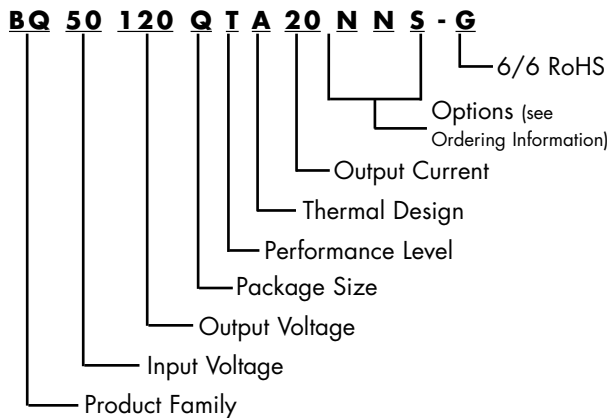 BQ 50 120 Q T A 20 N N S - G
6/6 RoHS
Options (see
Ordering Information)
Output Current
Thermal Design
Performance Level
Package Size
Output Voltage
Input Voltage
Product Family